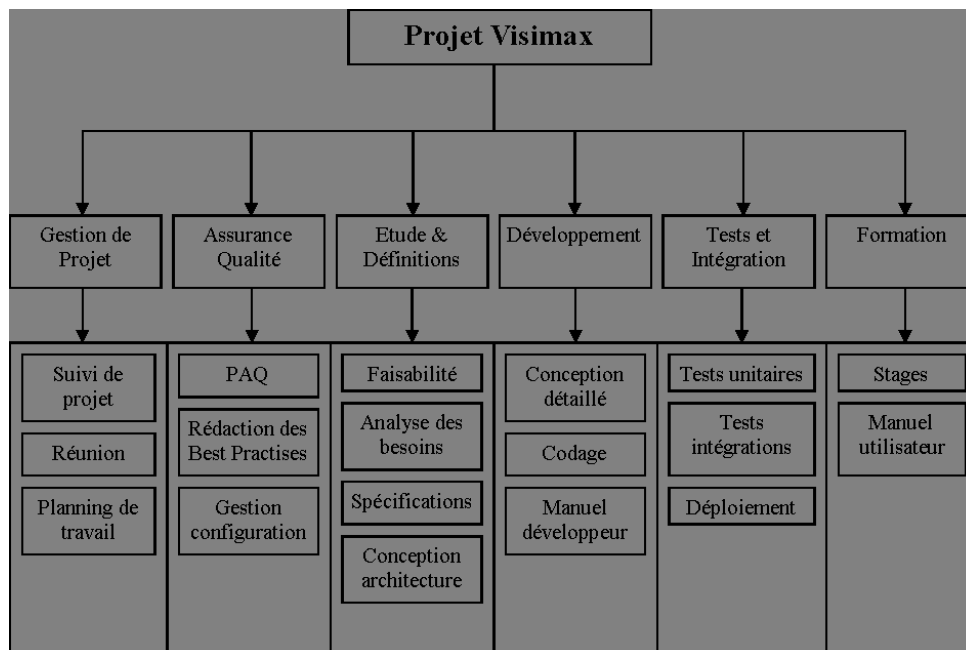 Projet Visimax
Gestion de
Projet
Assurance
Qualité
Etude &
Définitions
Développement
Tests et
Intégration
Formation
Suivi de
projet
Réunion
Planning de
travail
PAQ
Rédaction des
Best Practises
Gestion
configuration
Faisabilité
Analyse des
besoins
Spécifications
Conception
architecture
Conception
détaillé
Codage
Manuel
développeur
Tests unitaires
Tests
intégrations
Déploiement
Stages
Manuel
utilisateur